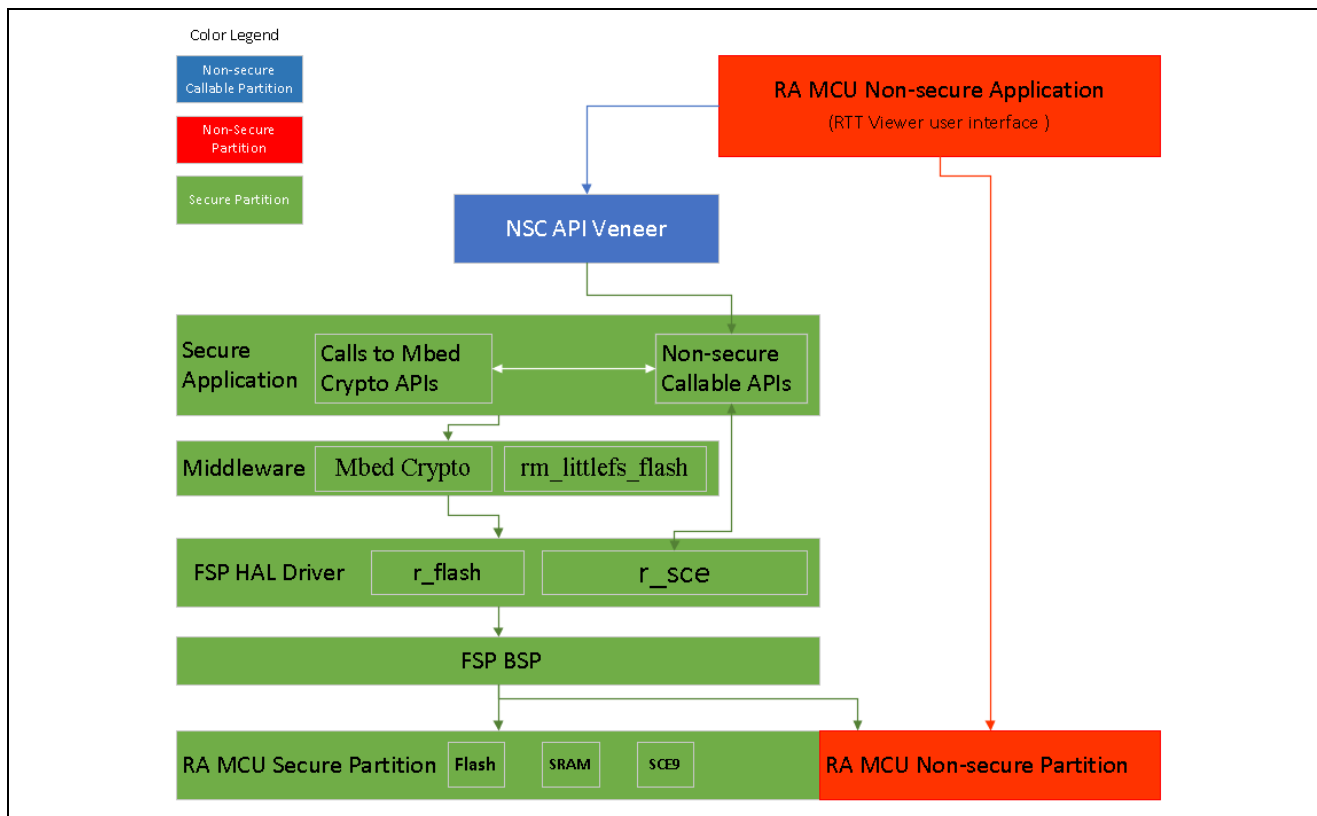 Color Legend
Non-secure
Callable Partition
Non-Secure
Partition
Secure Partition
RA MCU Non-secure Application
(RTT Viewer user interface )
NSC API Veneer
Secure
Application
Calls to Mbed
Crypto APIs
Non-secure
Callable APIs
Middleware
Mbed Crypto
rm_littlefs_flash
FSP HAL Driver
r_flash
r_sce
FSP BSP
RA MCU Secure Partition
Flash
SRAM
SCE9
RA MCU Non-secure Partition